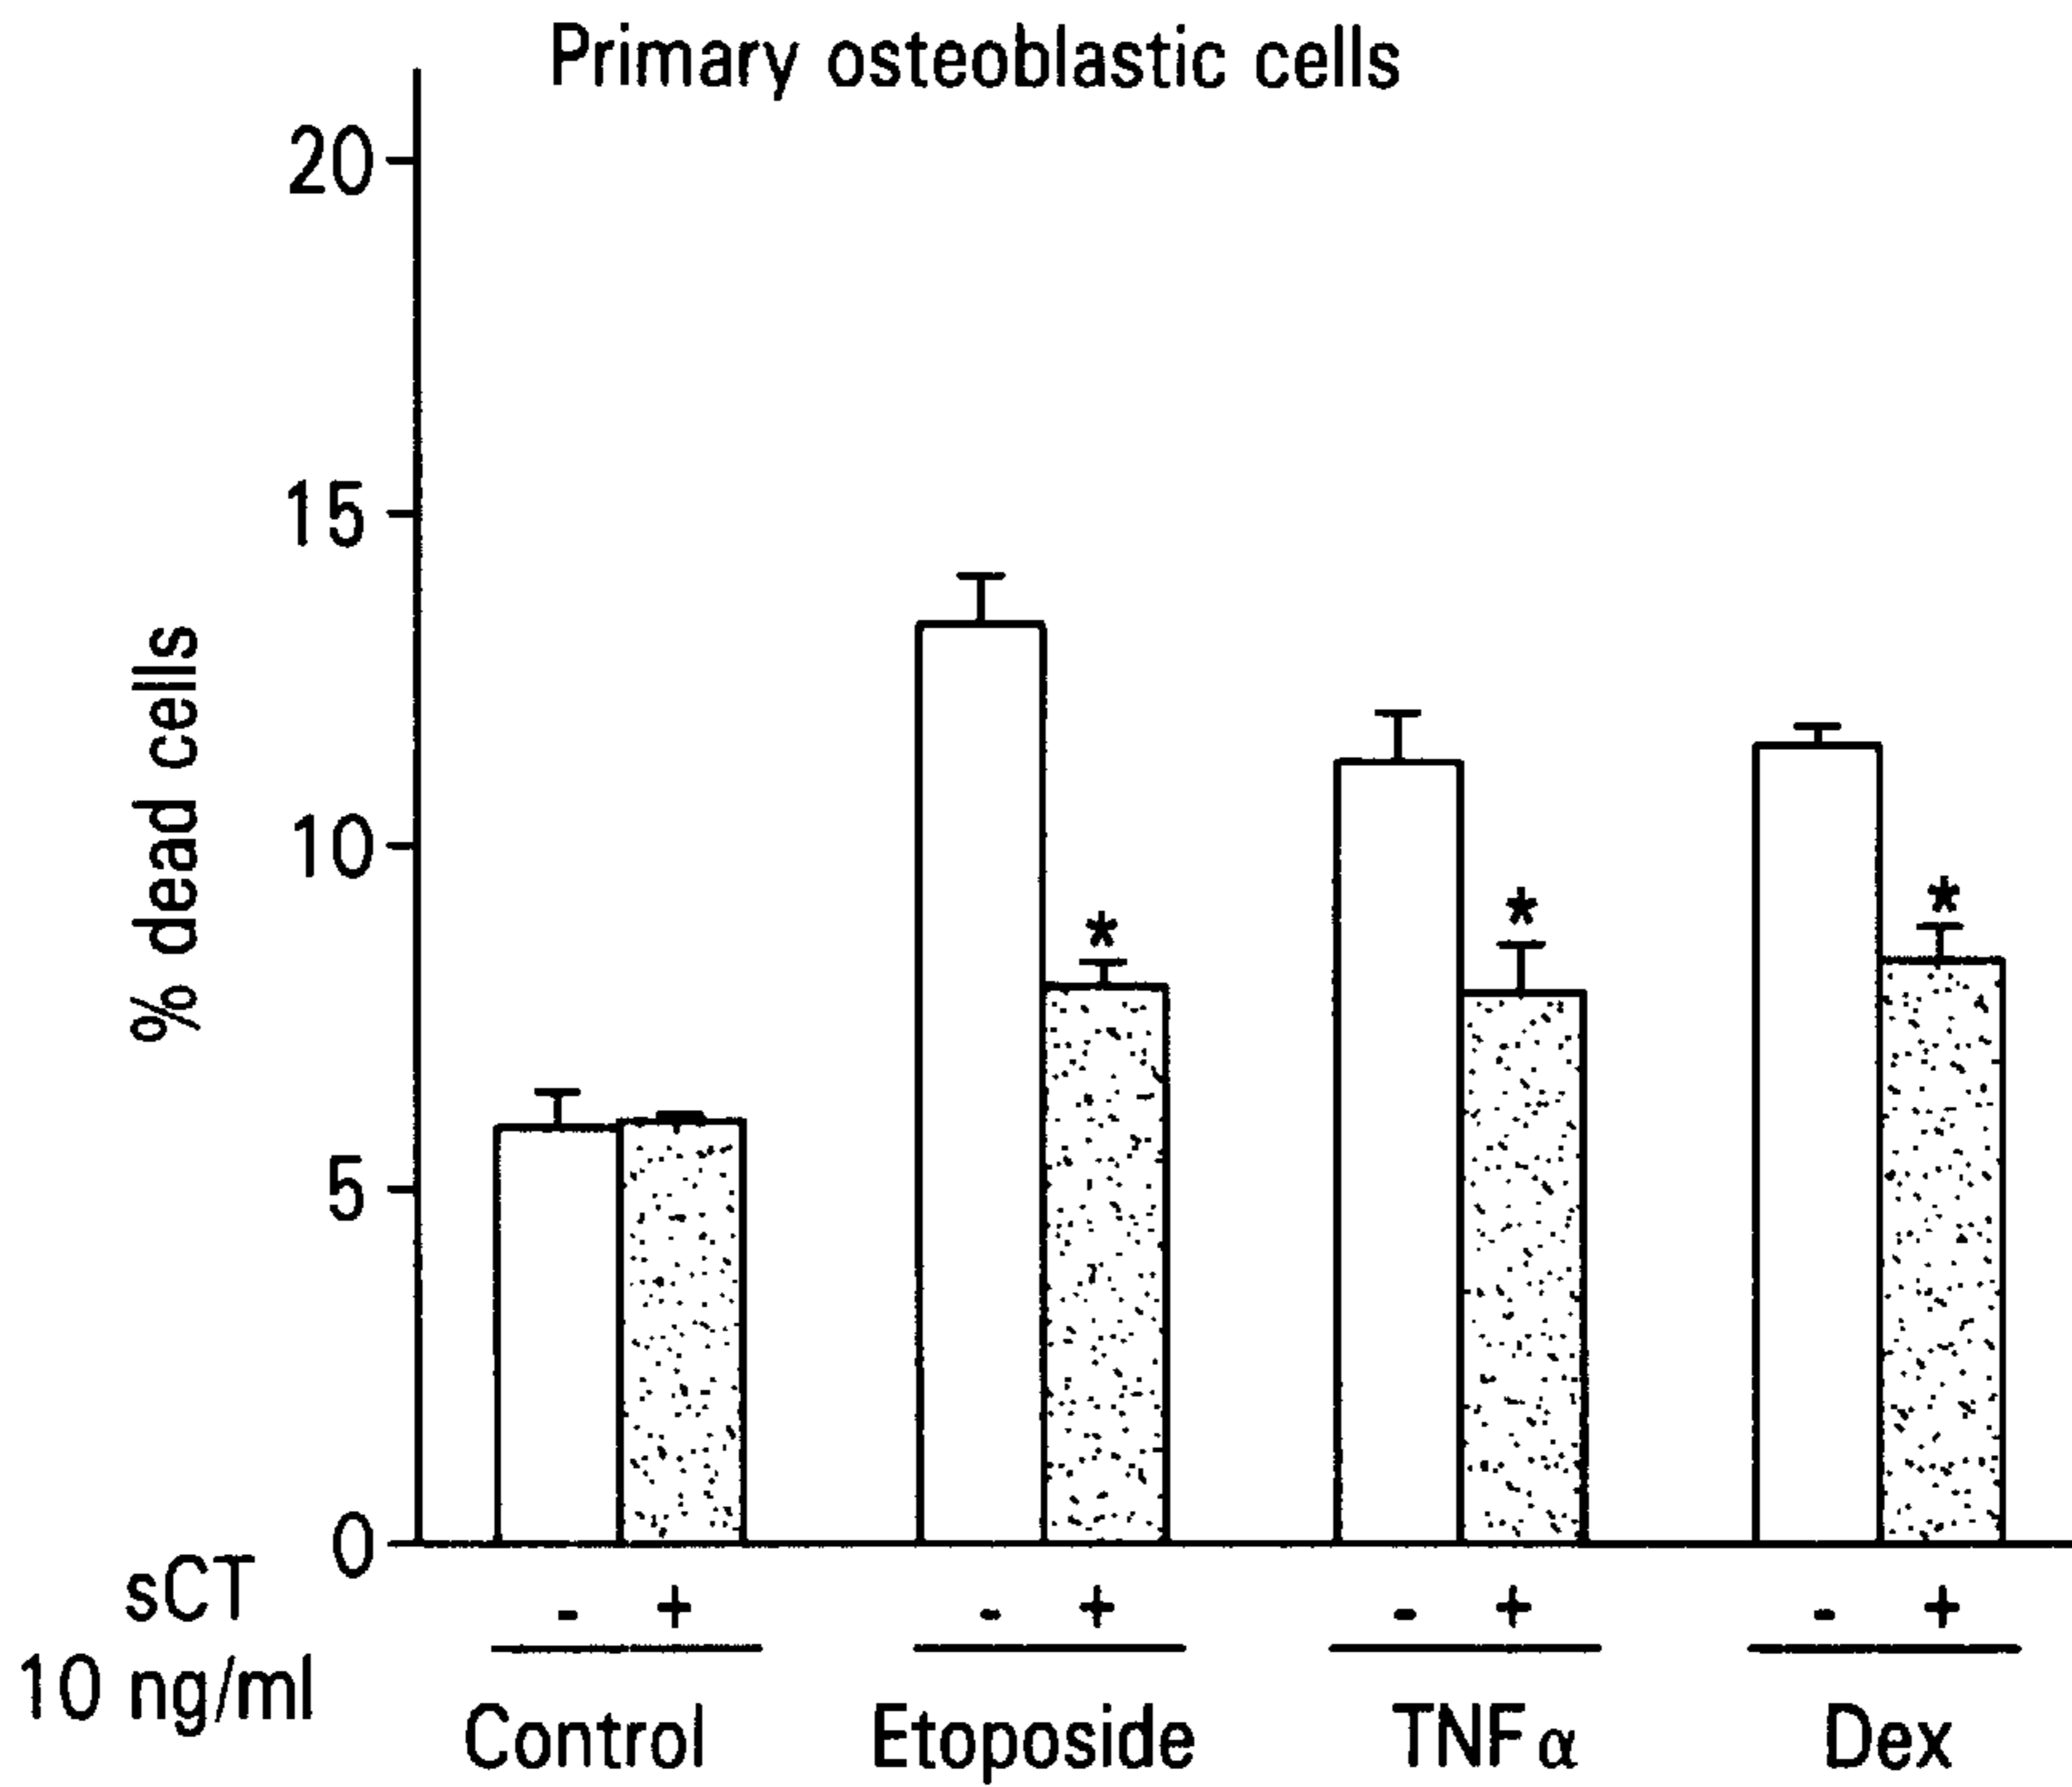 Primary osteoblastic cells
20
15
10
5
0
% dead cells
*
*
*
sCT - + - + - + - +
10 ng/ml
Control Etoposide TNFα Dex